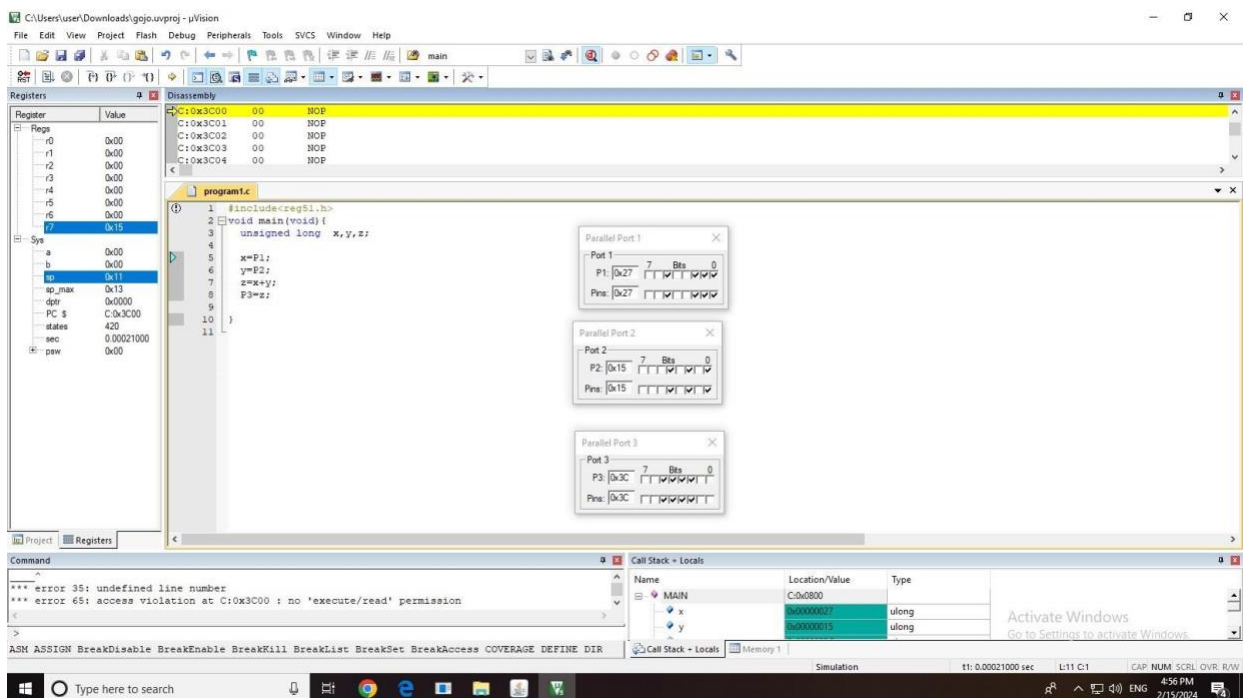 C:\Users\user\Downloads\gojo.uvproj - µVision
File Edit View Project Flash Debug Peripherals Tools SVCS Window Help
main
Registers
Register Value
Regs
r0 0x00
r1 0x00
r2 0x00
r3 0x00
r4 0x00
r5 0x00
r6 0x00
r7 0x15
Sys
a 0x00
b 0x00
sp 0x11
sp_max 0x13
dptr 0x0000
PC $ C:0x3C00
states 420
sec 0.00021000
psw 0x00
Project Registers
Disassembly
C:0x3C00 00 NOP
C:0x3C01 00 NOP
C:0x3C02 00 NOP
C:0x3C03 00 NOP
C:0x3C04 00 NOP
program1.c
1 #include<reg51.h>
2 void main(void){
3 unsigned long x,y,z;
4
5 x=P1;
6 y=P2;
7 z=x+y;
8 P3=z;
9
10 }
11
Parallel Port 1
Port 1
7 Bits 0
P1: 0x27
Pins: 0x27
Parallel Port 2
Port 2
7 Bits 0
P2: 0x15
Pins: 0x15
Parallel Port 3
Port 3
7 Bits 0
P3: 0x3C
Pins: 0x3C
Command
*** error 35: undefined line number
*** error 65: access violation at C:0x3C00 : no 'execute/read' permission
>
ASM ASSIGN BreakDisable BreakEnable BreakKill BreakList BreakSet BreakAccess COVERAGE DEFINE DIR
Call Stack + Locals
Name Location/Value Type
MAIN C:0x0800
x 0x00000027 ulong
y 0x00000015 ulong
Call Stack + Locals Memory 1
Activate Windows
Go to Settings to activate Windows.
Simulation t1: 0.00021000 sec L:11 C:1 CAP NUM SCRL OVR R/W
Type here to search
ENG
4:56 PM
2/15/2024